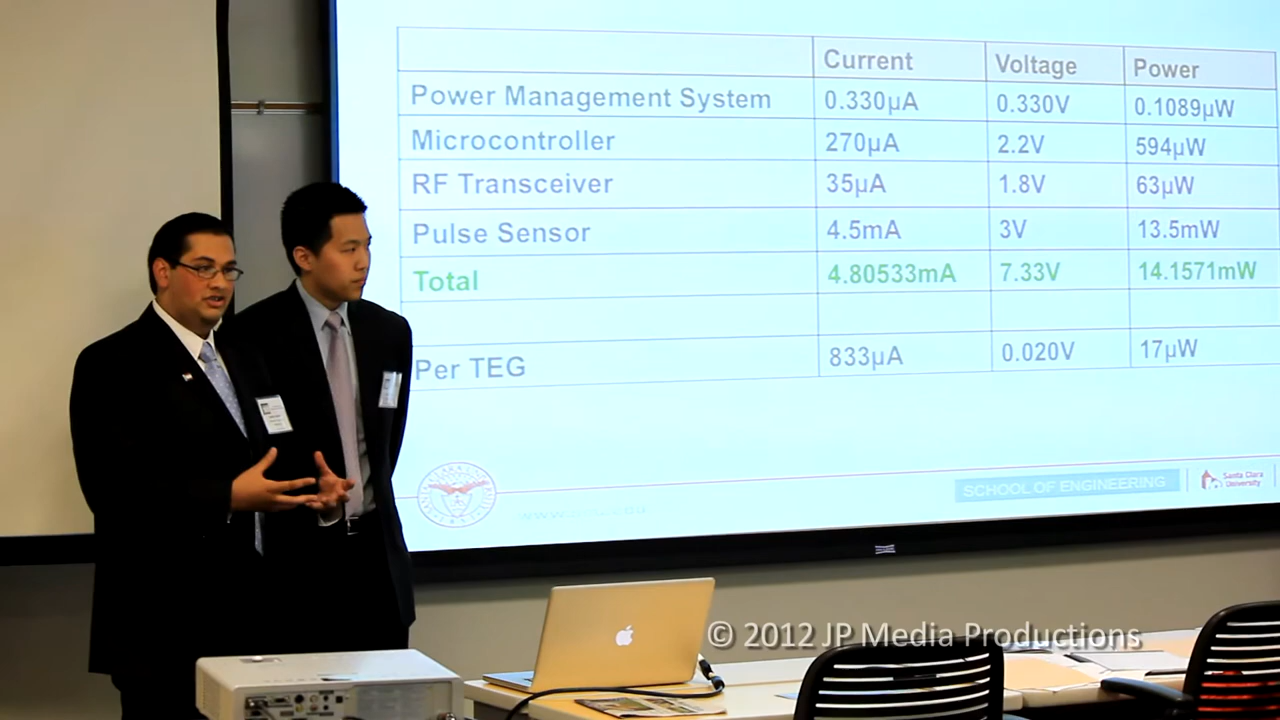 Current Voltage Power
Power Management System 0.330µA 0.330V 0.1089µW
Microcontroller 270µA 2.2V 594µW
RF Transceiver 35µA 1.8V 63µW
Pulse Sensor 4.5mA 3V 13.5mW
Total 4.80533mA 7.33V 14.1571mW
Per TEG 833µA 0.020V 17µW
SCHOOL OF ENGINEERING
Santa Clara
University
© 2012 JP Media Productions